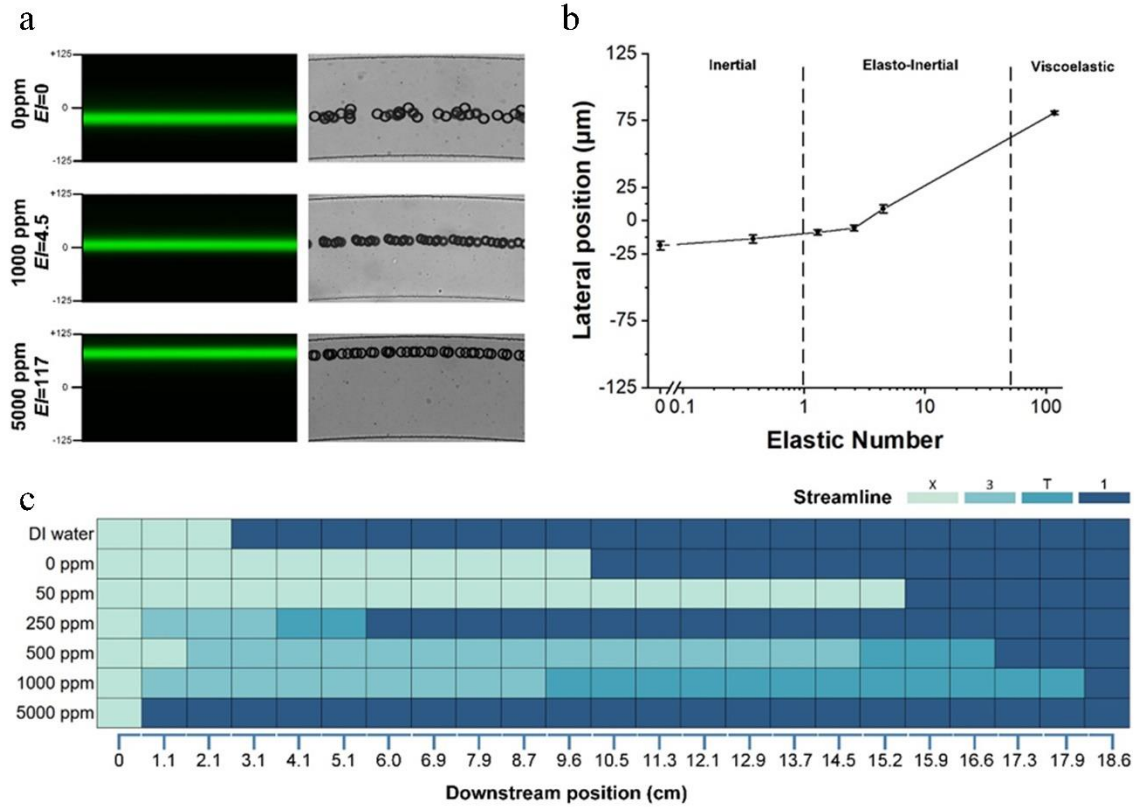 a
0ppm
El=0
+125
0
-125
1000 ppm
El=4.5
+125
0
-125
5000 ppm
El=117
+125
0
-125
b
Inertial
Elasto-Inertial
Viscoelastic
Lateral position (µm)
125
75
25
0
-25
-75
-125
0 0.1 1 10 100
Elastic Number
c
Streamline X 3 T 1
DI water
0 ppm
50 ppm
250 ppm
500 ppm
1000 ppm
5000 ppm
0 1.1 2.1 3.1 4.1 5.1 6.0 6.9 7.9 8.7 9.6 10.5 11.3 12.1 12.9 13.7 14.5 15.2 15.9 16.6 17.3 17.9 18.6
Downstream position (cm)